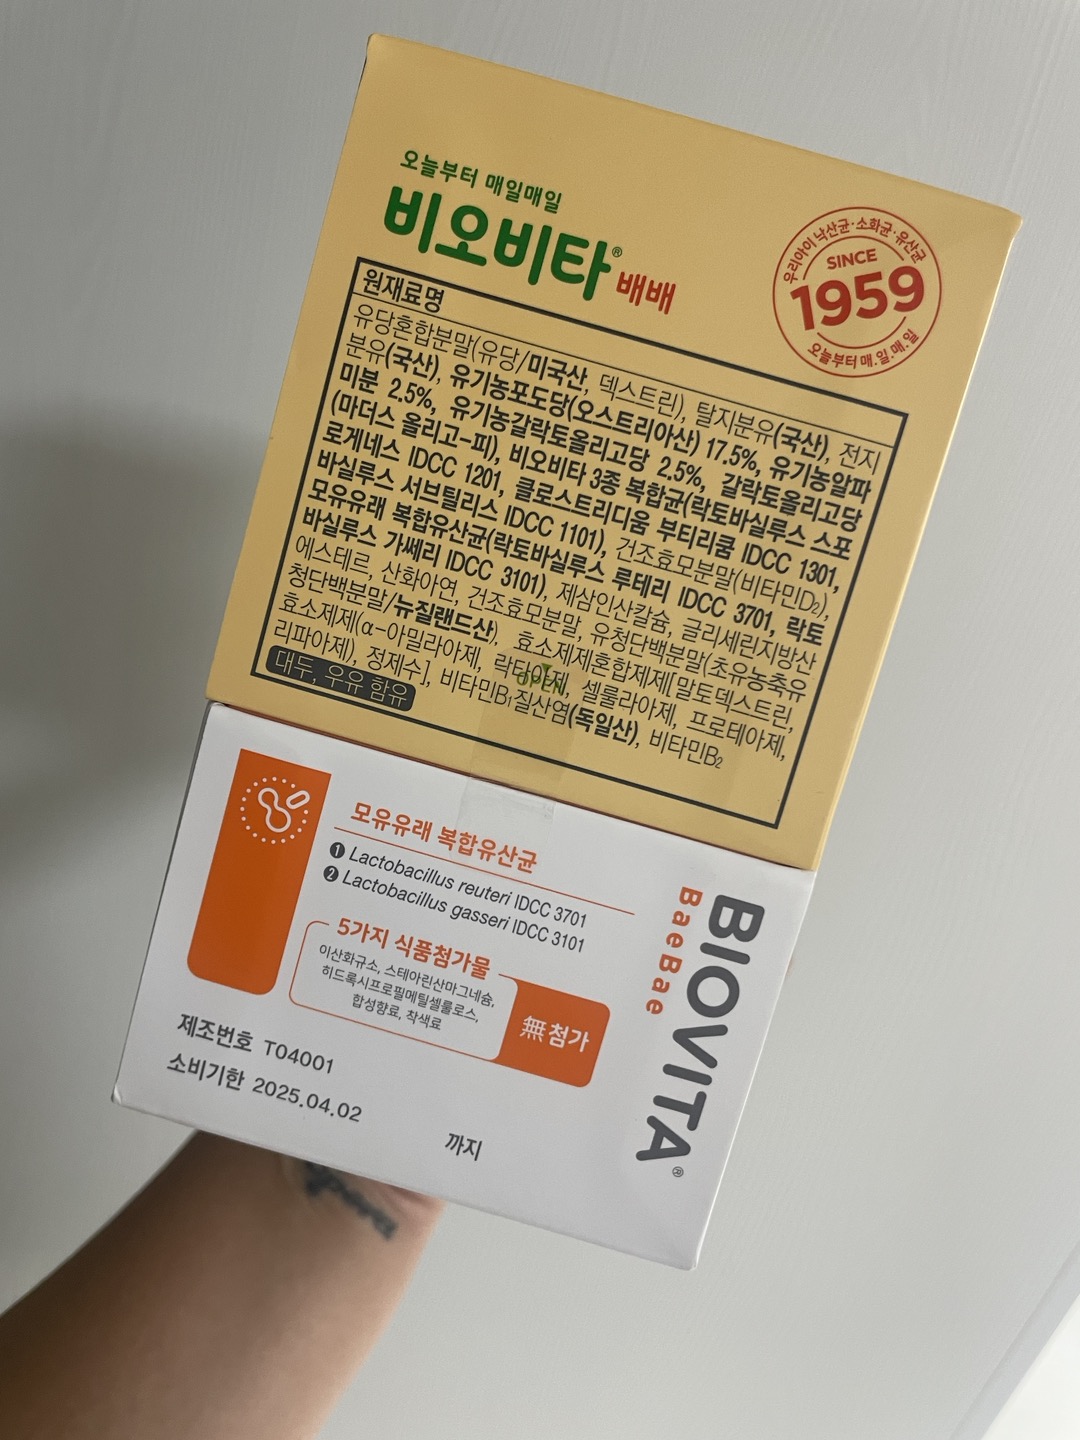 오늘부터 매일매일
비오비타® 배배
우리아이 낙산균·소화균·유산균
SINCE
1959
오늘부터 매.일.매.일
원재료명
유당혼합분말(유당/미국산, 덱스트린), 탈지분유(국산), 전지
분유(국산), 유기농포도당(오스트리아산) 17.5%, 유기농알파
미분 2.5%, 유기농갈락토올리고당 2.5%, 갈락토올리고당
(마더스 올리고-피), 비오비타 3종 복합균(락토바실루스 스포
로게네스 IDCC 1201, 클로스트리디움 부티리쿰 IDCC 1301,
바실루스 서브틸리스 IDCC 1101), 건조효모분말(비타민D₂),
모유유래 복합유산균(락토바실루스 루테리 IDCC 3701, 락토
바실루스 가쎄리 IDCC 3101), 제삼인산칼슘, 글리세린지방산
에스테르, 산화아연, 건조효모분말, 유청단백분말(초유농축유
청단백분말/뉴질랜드산), 효소제제혼합제제[말토덱스트린,
효소제제(α-아밀라아제, 락타아제, 셀룰라아제, 프로테아제,
리파아제), 정제수], 비타민B₁질산염(독일산), 비타민B₂
대두, 우유 함유
OPEN
모유유래 복합유산균
❶ Lactobacillus reuteri IDCC 3701
❷ Lactobacillus gasseri IDCC 3101
5가지 식품첨가물
이산화규소, 스테아린산마그네슘,
히드록시프로필메틸셀룰로스,
합성향료, 착색료
無첨가
BIOVITA®
BaeBae
제조번호 T04001
소비기한 2025.04.02
까지